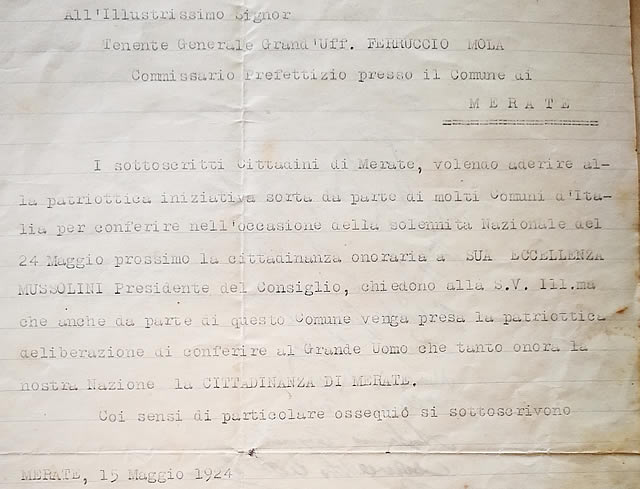 All'Illustrissimo Signor
Tenente Generale Grand'Uff. FERRUCCIO MOLA
Commissario Prefettizio presso il Comune di
MERATE
I sottoscritti Cittadini di Merate, volendo aderire al-
la patriottica iniziativa sorta da parte di molti Comuni d'Ita-
lia per conferire nell'occasione della solennità Nazionale del
24 Maggio prossimo la cittadinanza onoraria a SUA ECCELLENZA
MUSSOLINI Presidente del Consiglio, chiedono alla S.V. Ill.ma
che anche da parte di questo Comune venga presa la patriottica
deliberazione di conferire al Grande Uomo che tanto onora la
nostra Nazione la CITTADINANZA DI MERATE.
Coi sensi di particolare ossequio si sottoscrivono
MERATE, 15 Maggio 1924